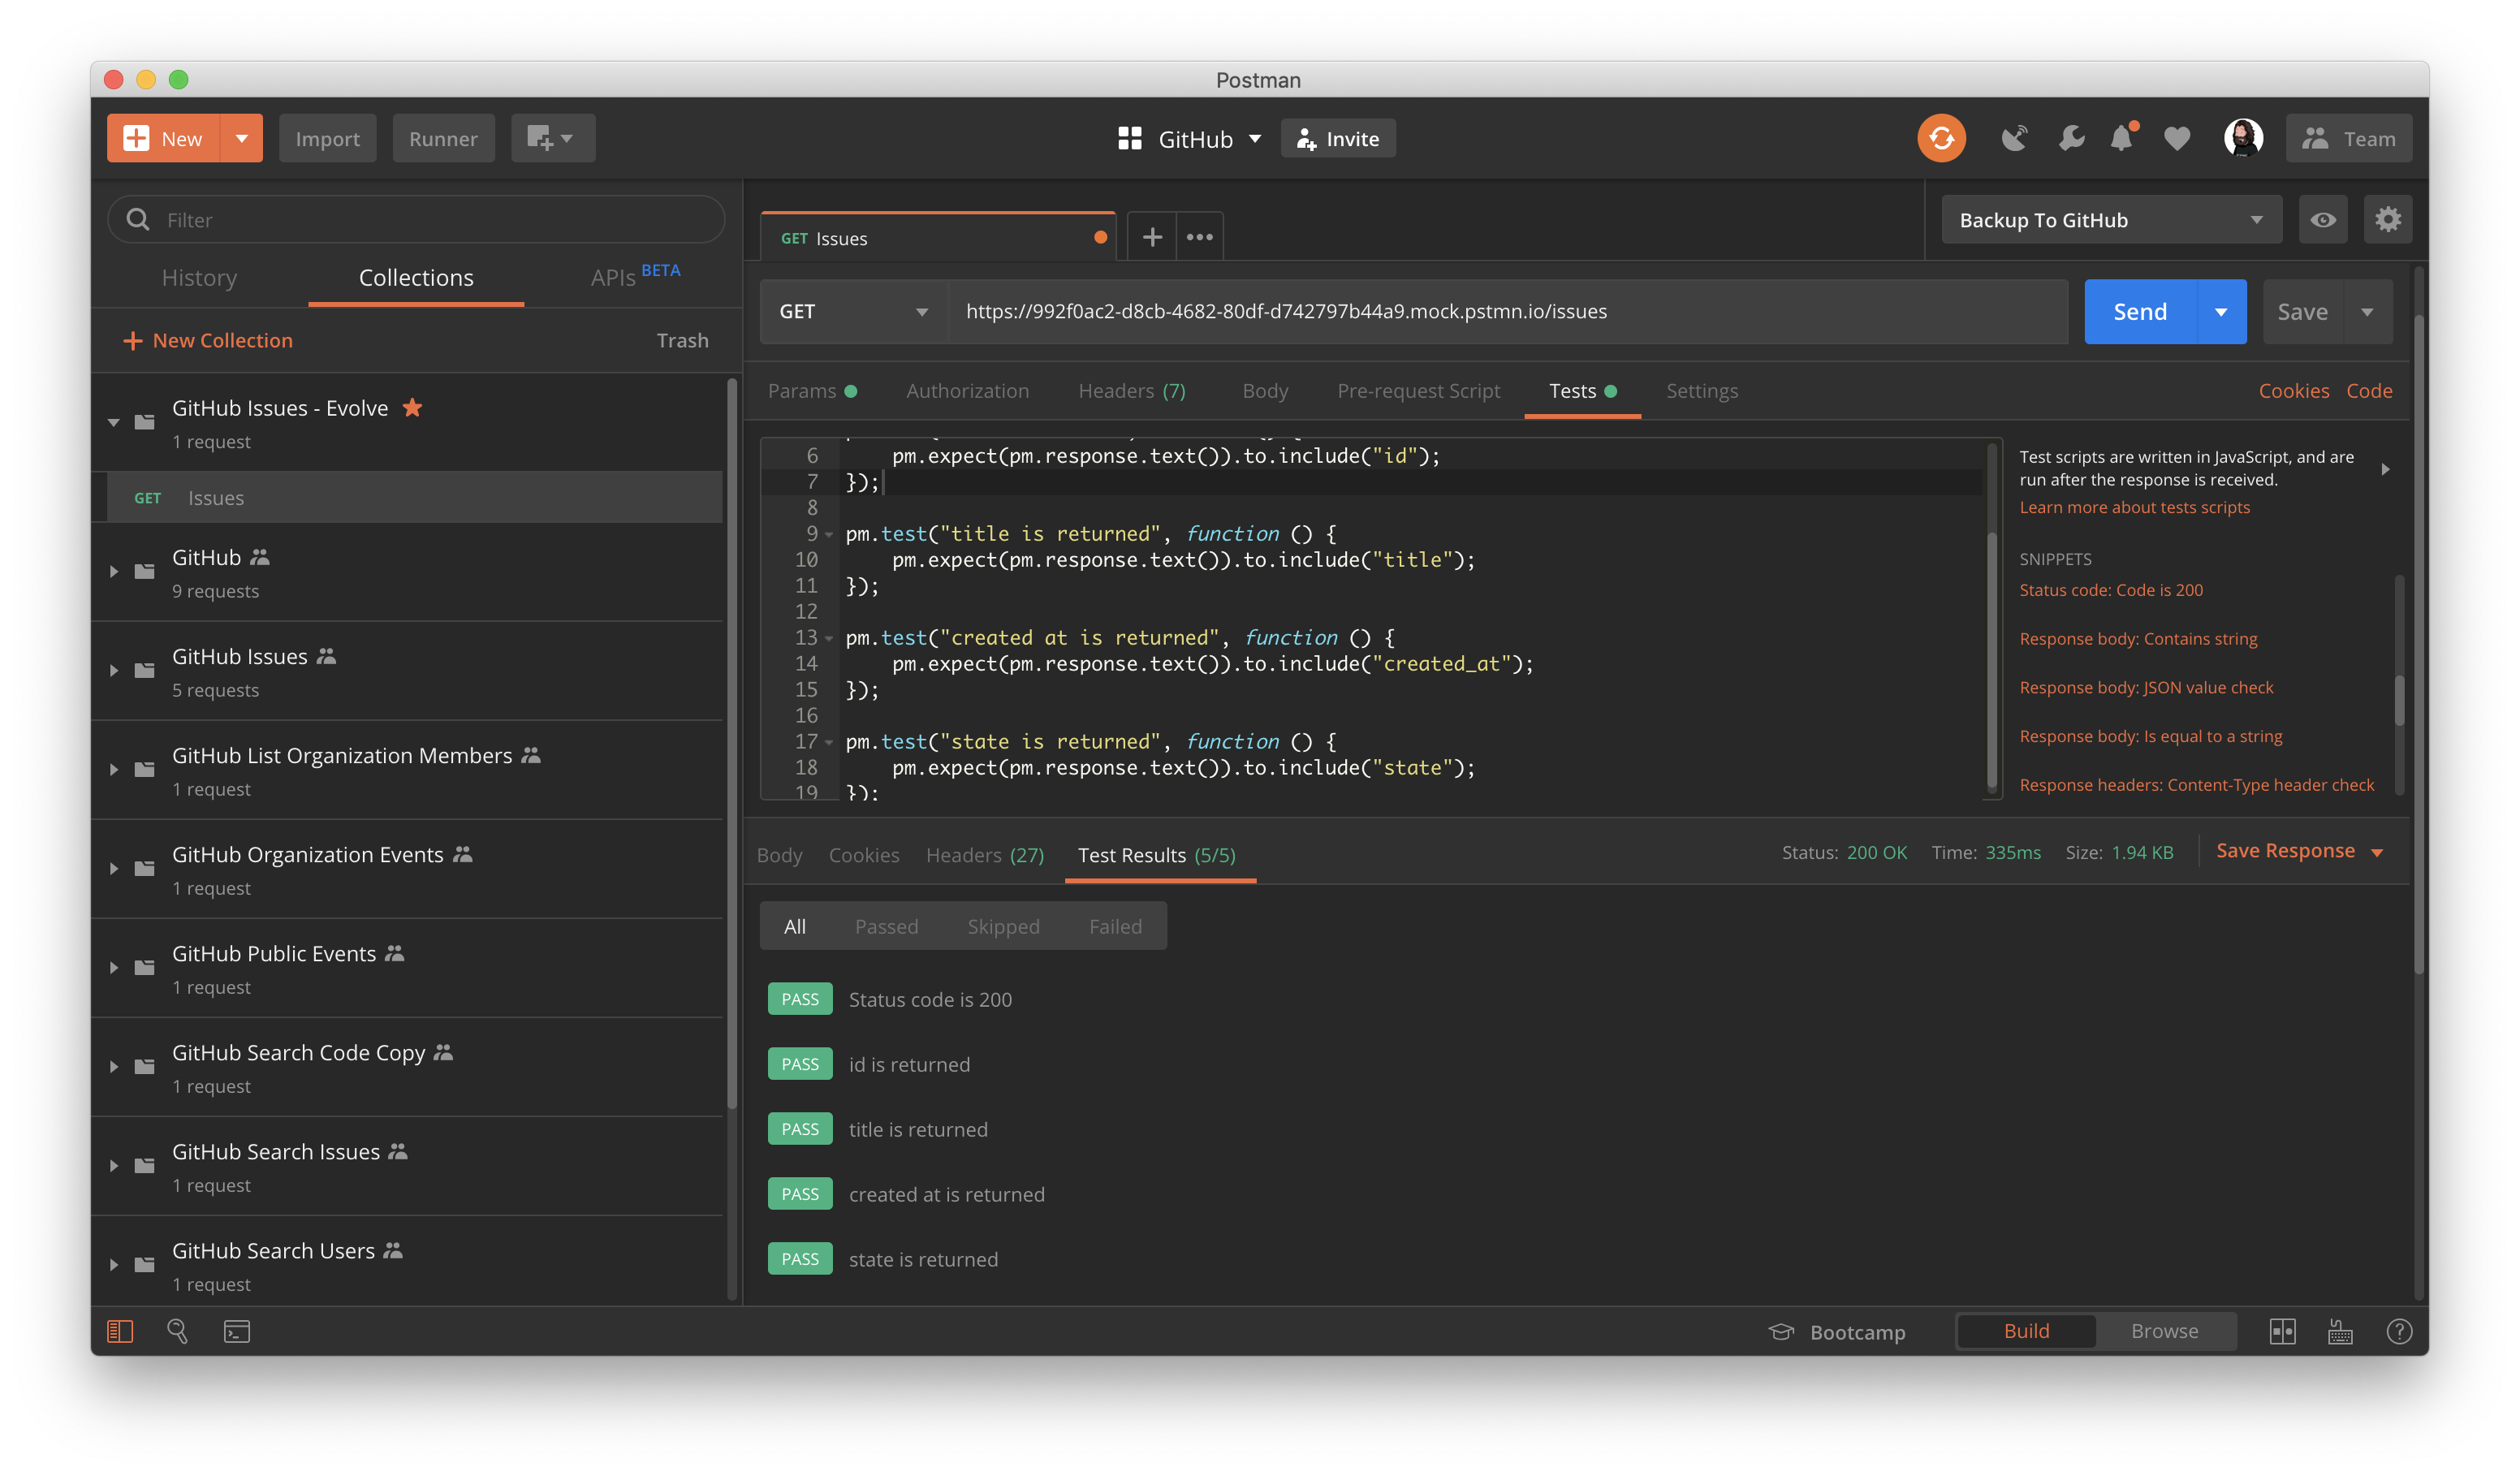 Postman
New
Import
Runner
GitHub
Invite
Team
Filter
History
Collections
APIs BETA
New Collection
Trash
GitHub Issues - Evolve
1 request
GET Issues
GitHub
9 requests
GitHub Issues
5 requests
GitHub List Organization Members
1 request
GitHub Organization Events
1 request
GitHub Public Events
1 request
GitHub Search Code Copy
1 request
GitHub Search Issues
1 request
GitHub Search Users
1 request
GET Issues
Backup To GitHub
GET
https://992f0ac2-d8cb-4682-80df-d742797b44a9.mock.pstmn.io/issues
Send
Save
Params
Authorization
Headers (7)
Body
Pre-request Script
Tests
Settings
Cookies
Code
6 pm.expect(pm.response.text()).to.include("id");
7 });
8
9 pm.test("title is returned", function () {
10 pm.expect(pm.response.text()).to.include("title");
11 });
12
13 pm.test("created at is returned", function () {
14 pm.expect(pm.response.text()).to.include("created_at");
15 });
16
17 pm.test("state is returned", function () {
18 pm.expect(pm.response.text()).to.include("state");
19 });
Test scripts are written in JavaScript, and are
run after the response is received.
Learn more about tests scripts
SNIPPETS
Status code: Code is 200
Response body: Contains string
Response body: JSON value check
Response body: Is equal to a string
Response headers: Content-Type header check
Body
Cookies
Headers (27)
Test Results (5/5)
Status: 200 OK
Time: 335ms
Size: 1.94 KB
Save Response
All
Passed
Skipped
Failed
PASS Status code is 200
PASS id is returned
PASS title is returned
PASS created at is returned
PASS state is returned
Bootcamp
Build
Browse